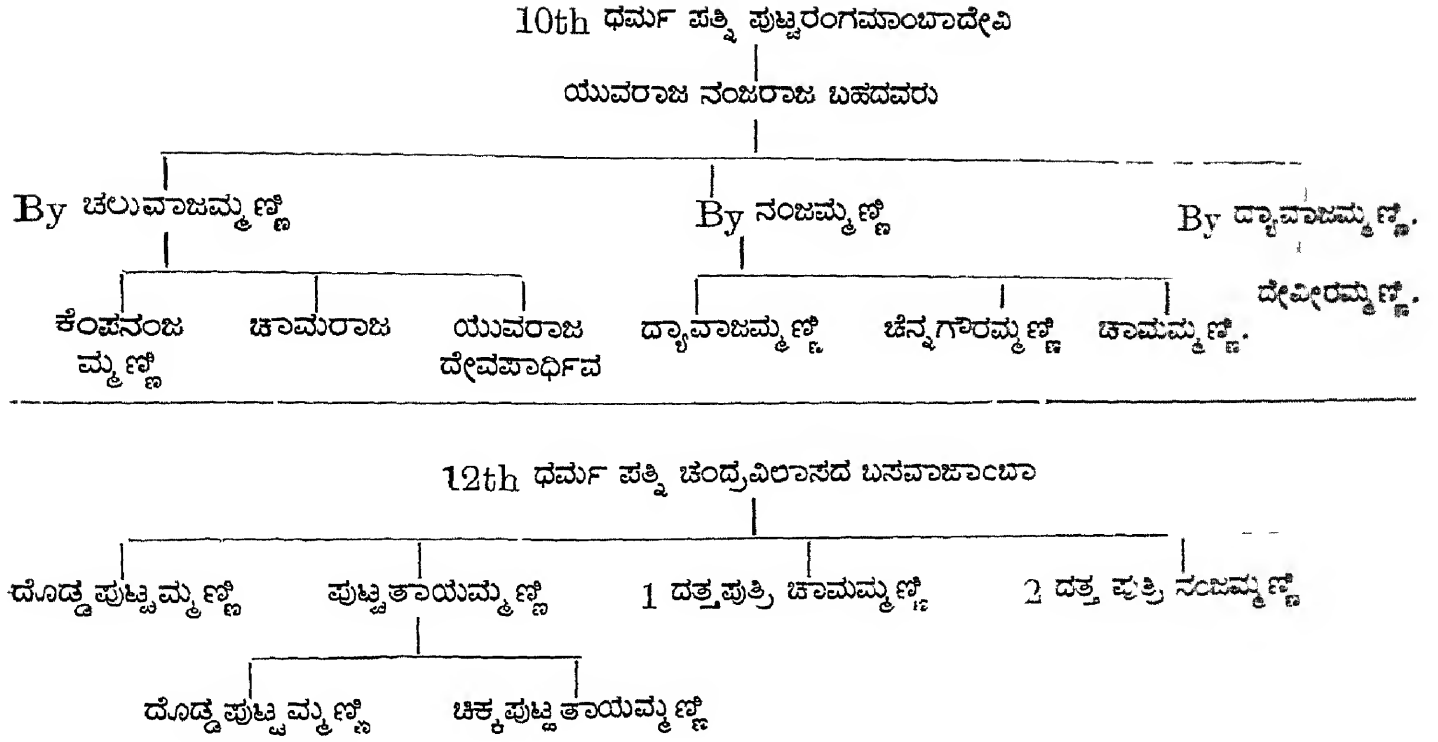 10th ಧರ್ಮ ಪತ್ನಿ ಪುಟ್ಟರಂಗಮಾಂಬಾದೇವಿ
ಯುವರಾಜ ನಂಜರಾಜ ಬಹದವರು
By ಚಲುವಾಜಮ್ಮಣ್ಣಿ By ನಂಜಮ್ಮಣ್ಣಿ By ದ್ಯಾವಾಜಮ್ಮಣ್ಣಿ.
ದೇವೀರಮ್ಮಣ್ಣಿ.
ಕೆಂಪನಂಜ ಚಾಮರಾಜ ಯುವರಾಜ ದ್ಯಾವಾಜಮ್ಮಣ್ಣಿ ಚೆನ್ನಗೌರಮ್ಮಣ್ಣಿ ಚಾಮಮ್ಮಣ್ಣಿ.
ಮ್ಮಣ್ಣಿ ದೇವಪಾರ್ಥಿವ
12th ಧರ್ಮ ಪತ್ನಿ ಚಂದ್ರವಿಲಾಸದ ಬಸವಾಜಾಂಬಾ
ದೊಡ್ಡಪುಟ್ಟಮ್ಮಣ್ಣಿ ಪುಟ್ಟತಾಯಮ್ಮಣ್ಣಿ 1 ದತ್ತಪುತ್ರಿ ಚಾಮಮ್ಮಣ್ಣಿ 2 ದತ್ತ ಪುತ್ರಿ ನಂಜಮ್ಮಣ್ಣಿ
ದೊಡ್ಡಪುಟ್ಟಮ್ಮಣ್ಣಿ ಚಿಕ್ಕಪುಟ್ಟತಾಯಮ್ಮಣ್ಣಿ